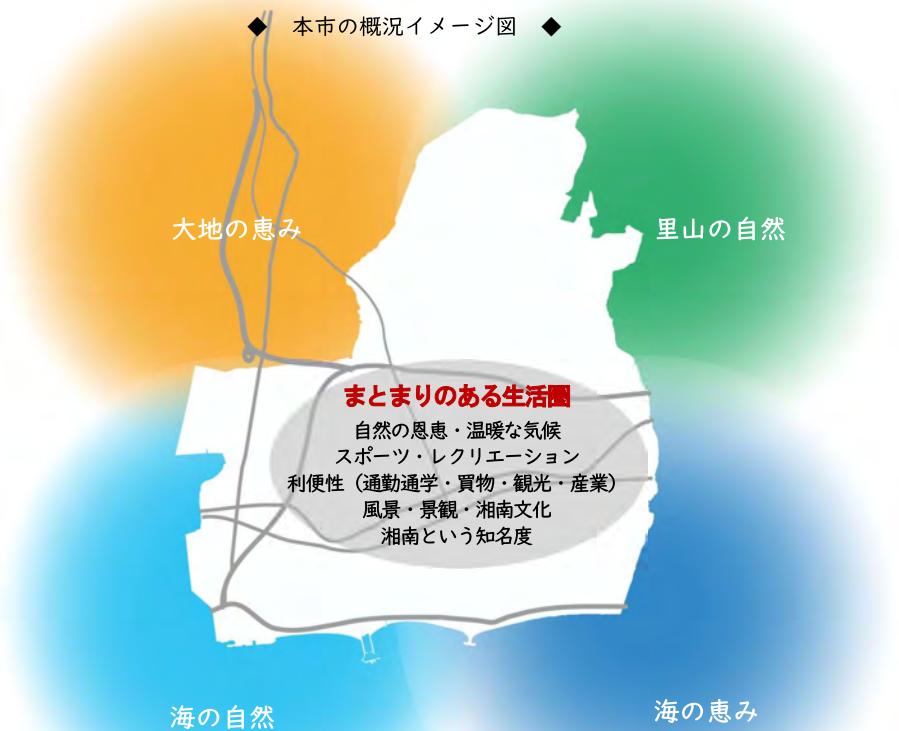 ◆ 本市の概況イメージ図 ◆
大地の恵み
里山の自然
まとまりのある生活圏
自然の恩恵・温暖な気候
スポーツ・レクリエーション
利便性（通勤通学・買物・観光・産業）
風景・景観・湘南文化
湘南という知名度
海の自然
海の恵み